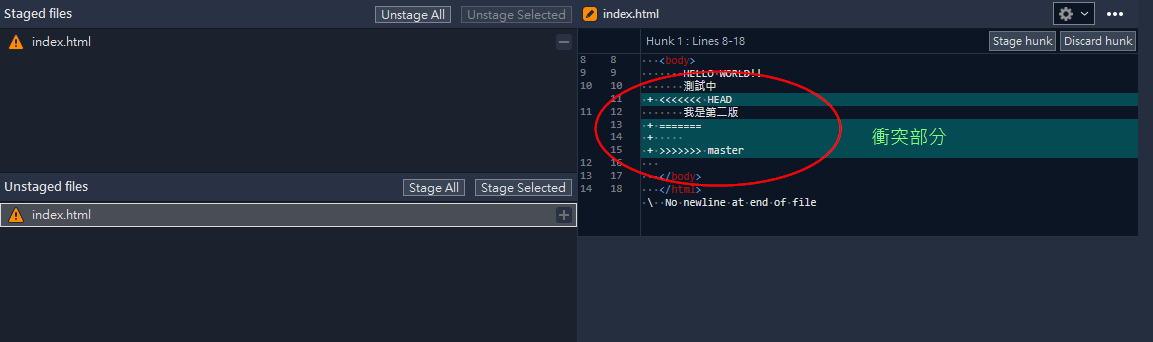 Staged files
Unstage All
Unstage Selected
index.html
Unstaged files
Stage All
Stage Selected
index.html
index.html
Hunk 1 : Lines 8-18
Stage hunk
Discard hunk
8 8 <body>
9 9 HELLO WORLD!!
10 10 測試中
11 + <<<<<<< HEAD
11 12 我是第二版
13 + =======
14 +
15 + >>>>>>> master
12 16
13 17 </body>
14 18 </html>
\ No newline at end of file
衝突部分